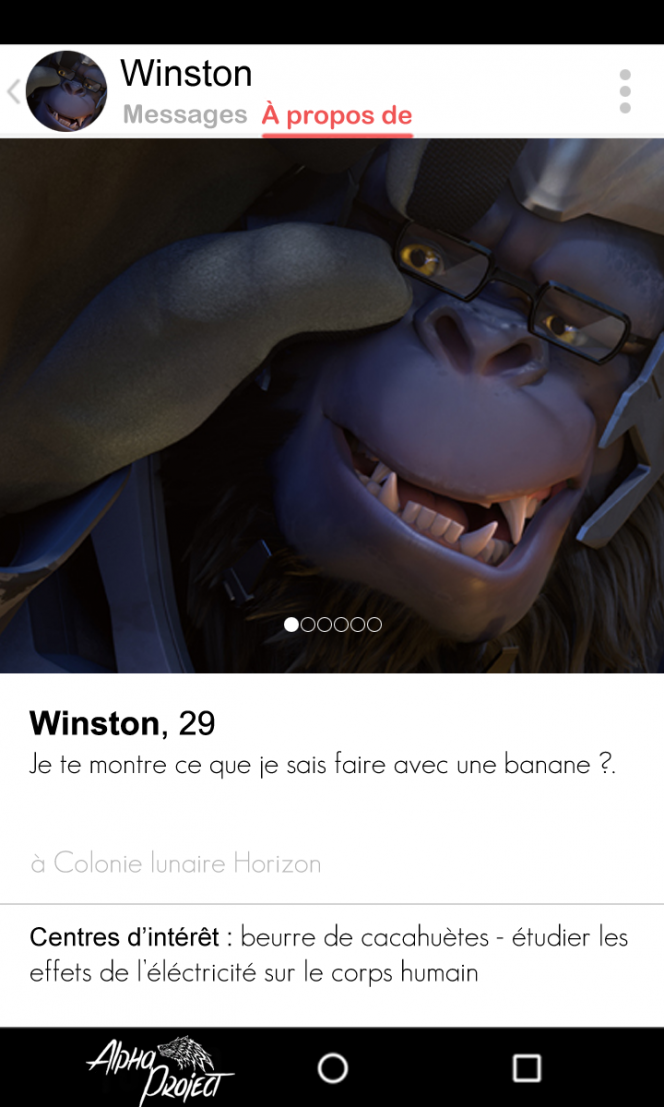 Winston
Messages À propos de
Winston, 29
Je te montre ce que je sais faire avec une banane ?.
à Colonie lunaire Horizon
Centres d'intérêt : beurre de cacahuètes - étudier les
effets de l'éléctricité sur le corps humain
Alpha
Project